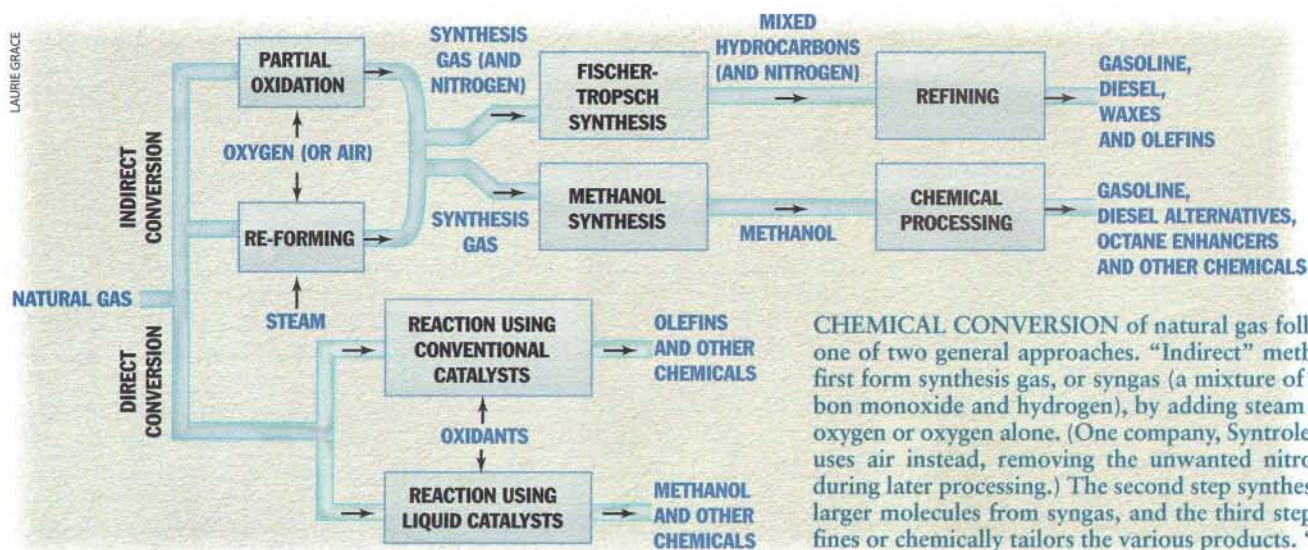 LAURIE GRACE
INDIRECT
CONVERSION
DIRECT
CONVERSION
NATURAL GAS
PARTIAL
OXIDATION
OXYGEN (OR AIR)
RE-FORMING
STEAM
SYNTHESIS
GAS (AND
NITROGEN)
SYNTHESIS
GAS
FISCHER-
TROPSCH
SYNTHESIS
METHANOL
SYNTHESIS
MIXED
HYDROCARBONS
(AND NITROGEN)
METHANOL
REFINING
CHEMICAL
PROCESSING
GASOLINE,
DIESEL,
WAXES
AND OLEFINS
GASOLINE,
DIESEL ALTERNATIVES,
OCTANE ENHANCERS
AND OTHER CHEMICALS
REACTION USING
CONVENTIONAL
CATALYSTS
OXIDANTS
REACTION USING
LIQUID CATALYSTS
OLEFINS
AND OTHER
CHEMICALS
METHANOL
AND OTHER
CHEMICALS
CHEMICAL CONVERSION of natural gas foll
one of two general approaches. “Indirect” meth
first form synthesis gas, or syngas (a mixture of
bon monoxide and hydrogen), by adding steam
oxygen or oxygen alone. (One company, Syntrole
uses air instead, removing the unwanted nitro
during later processing.) The second step synthes
larger molecules from syngas, and the third step
fines or chemically tailors the various products.